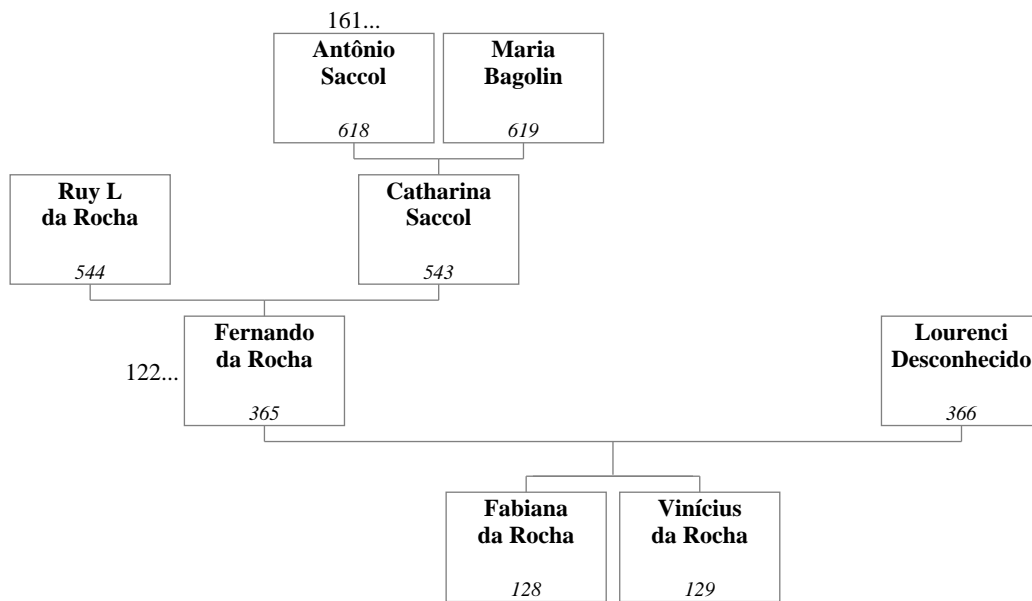 161...
Antônio
Saccol
618
Maria
Bagolin
619
Ruy L
da Rocha
544
Catharina
Saccol
543
122...
Fernando
da Rocha
365
Lourenci
Desconhecido
366
Fabiana
da Rocha
128
Vinícius
da Rocha
129